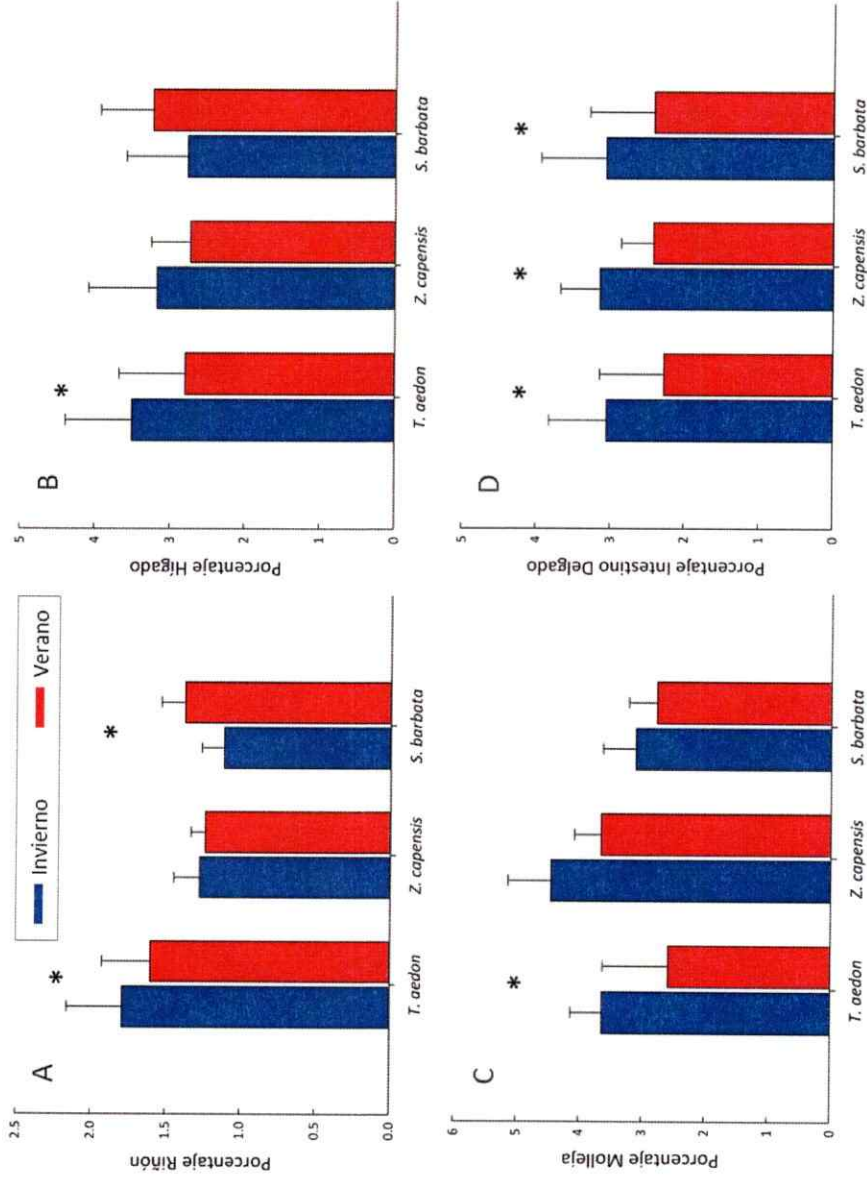 Invierno Verano
A
Porcentaje Riñón
2.5
2.0
1.5
1.0
0.5
0.0
*
*
T. aedon Z. capensis S. barbata
B
Porcentaje Hígado
5
4
3
2
1
0
*
T. aedon Z. capensis S. barbata
C
Porcentaje Molleja
6
5
4
3
2
1
0
*
T. aedon Z. capensis S. barbata
D
Porcentaje Intestino Delgado
5
4
3
2
1
0
* * *
T. aedon Z. capensis S. barbata